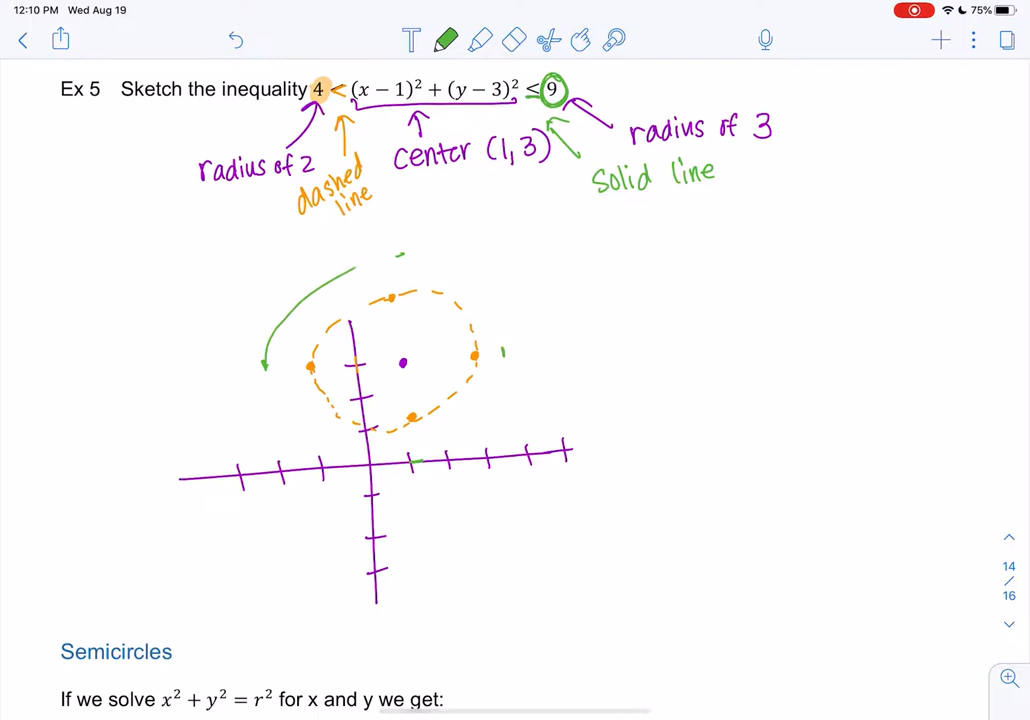 12:10 PM Wed Aug 19
75%
T
Ex 5 Sketch the inequality 4 < (x − 1)² + (y − 3)² ≤ 9
radius of 2
dashed line
center (1, 3)
radius of 3
solid line
14
/
16
Semicircles
If we solve x² + y² = r² for x and y we get: